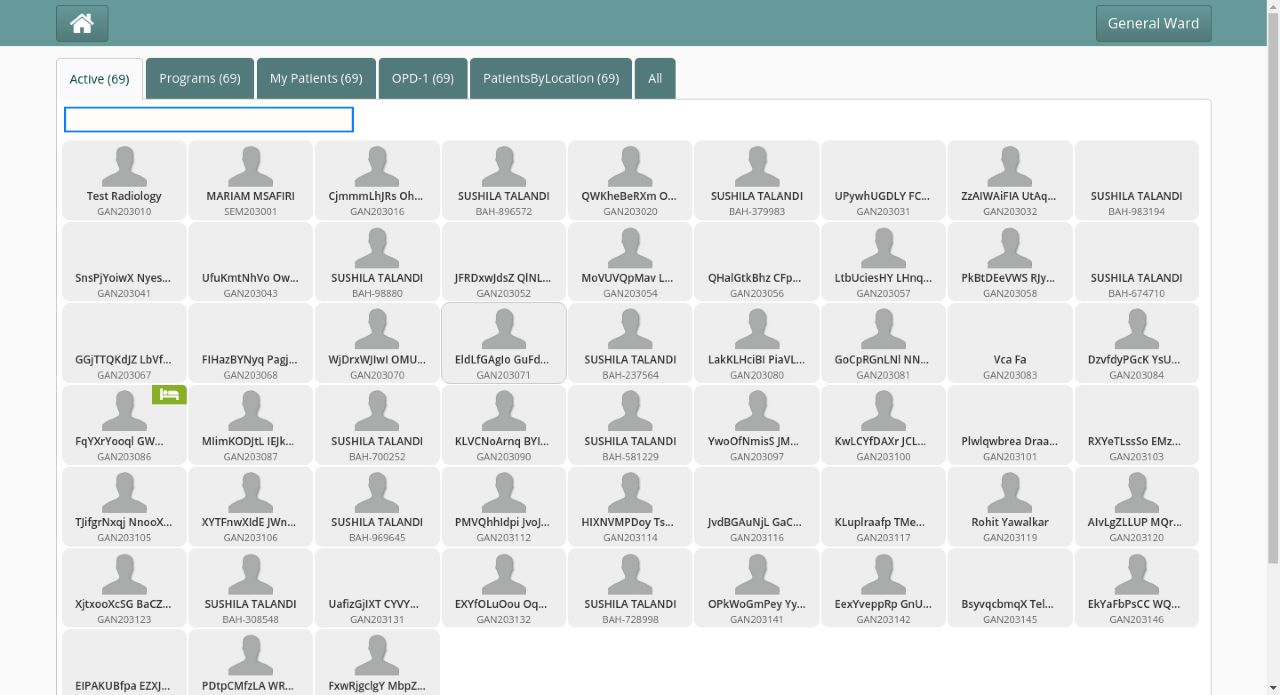 General Ward
Active (69) Programs (69) My Patients (69) OPD-1 (69) PatientsByLocation (69) All
Test Radiology MARIAM MSAFIRI CjmmmLhJRs Oh... SUSHILA TALANDI QWKheBeRXm O... SUSHILA TALANDI UPywhUGDLY FC... ZzAIWAiFIA UtAq... SUSHILA TALANDI
GAN203010 SEM203001 GAN203016 BAH-896572 GAN203020 BAH-379983 GAN203031 GAN203032 BAH-983194
SnsPjYoiwX Nyes... UfuKmtNhVo Ow... SUSHILA TALANDI JFRDxwJdsZ QlNL... MoVUVQpMav L... QHalGtkBhz CFp... LtbUciesHY LHnq... PkBtDEeVWS RJy... SUSHILA TALANDI
GAN203041 GAN203043 BAH-98880 GAN203052 GAN203054 GAN203056 GAN203057 GAN203058 BAH-674710
GGjTTQKdJZ LbVf... FIHazBYNyq Pagj... WjDrxWJIwI OMU... EldLfGAgIo GuFd... SUSHILA TALANDI LakKLHciBI PiaVL... GoCpRGnLNl NN... Vca Fa DzvfdyPGcK YsU...
GAN203067 GAN203068 GAN203070 GAN203071 BAH-237564 GAN203080 GAN203081 GAN203083 GAN203084
FqYXrYooql GW... MIimKODJtL IEJk... SUSHILA TALANDI KLVCNoArnq BYI... SUSHILA TALANDI YwoOfNmisS JM... KwLCYfDAXr JCL... Plwlqwbrea Draa... RXYeTLssSo EMz...
GAN203086 GAN203087 BAH-700252 GAN203090 BAH-581229 GAN203097 GAN203100 GAN203101 GAN203103
TJifgrNxqj NnooX... XYTFnwXIdE JWn... SUSHILA TALANDI PMVQhhIdpi JvoJ... HIXNVMPDoy Ts... JvdBGAuNjL GaC... KLuplraafp TMe... Rohit Yawalkar AIvLgZLLUP MQr...
GAN203105 GAN203106 BAH-969645 GAN203112 GAN203114 GAN203116 GAN203117 GAN203119 GAN203120
XjtxooXcSG BaCZ... SUSHILA TALANDI UafizGjIXT CYVY... EXYfOLuOou Oq... SUSHILA TALANDI OPkWoGmPey Yy... EexYveppRp GnU... BsyvqcbmqX Tel... EkYaFbPsCC WQ...
GAN203123 BAH-308548 GAN203131 GAN203132 BAH-728998 GAN203141 GAN203142 GAN203145 GAN203146
EIPAKUBfpa EZXJ... PDtpCMfzLA WR... FxwRjgclgY MbpZ...